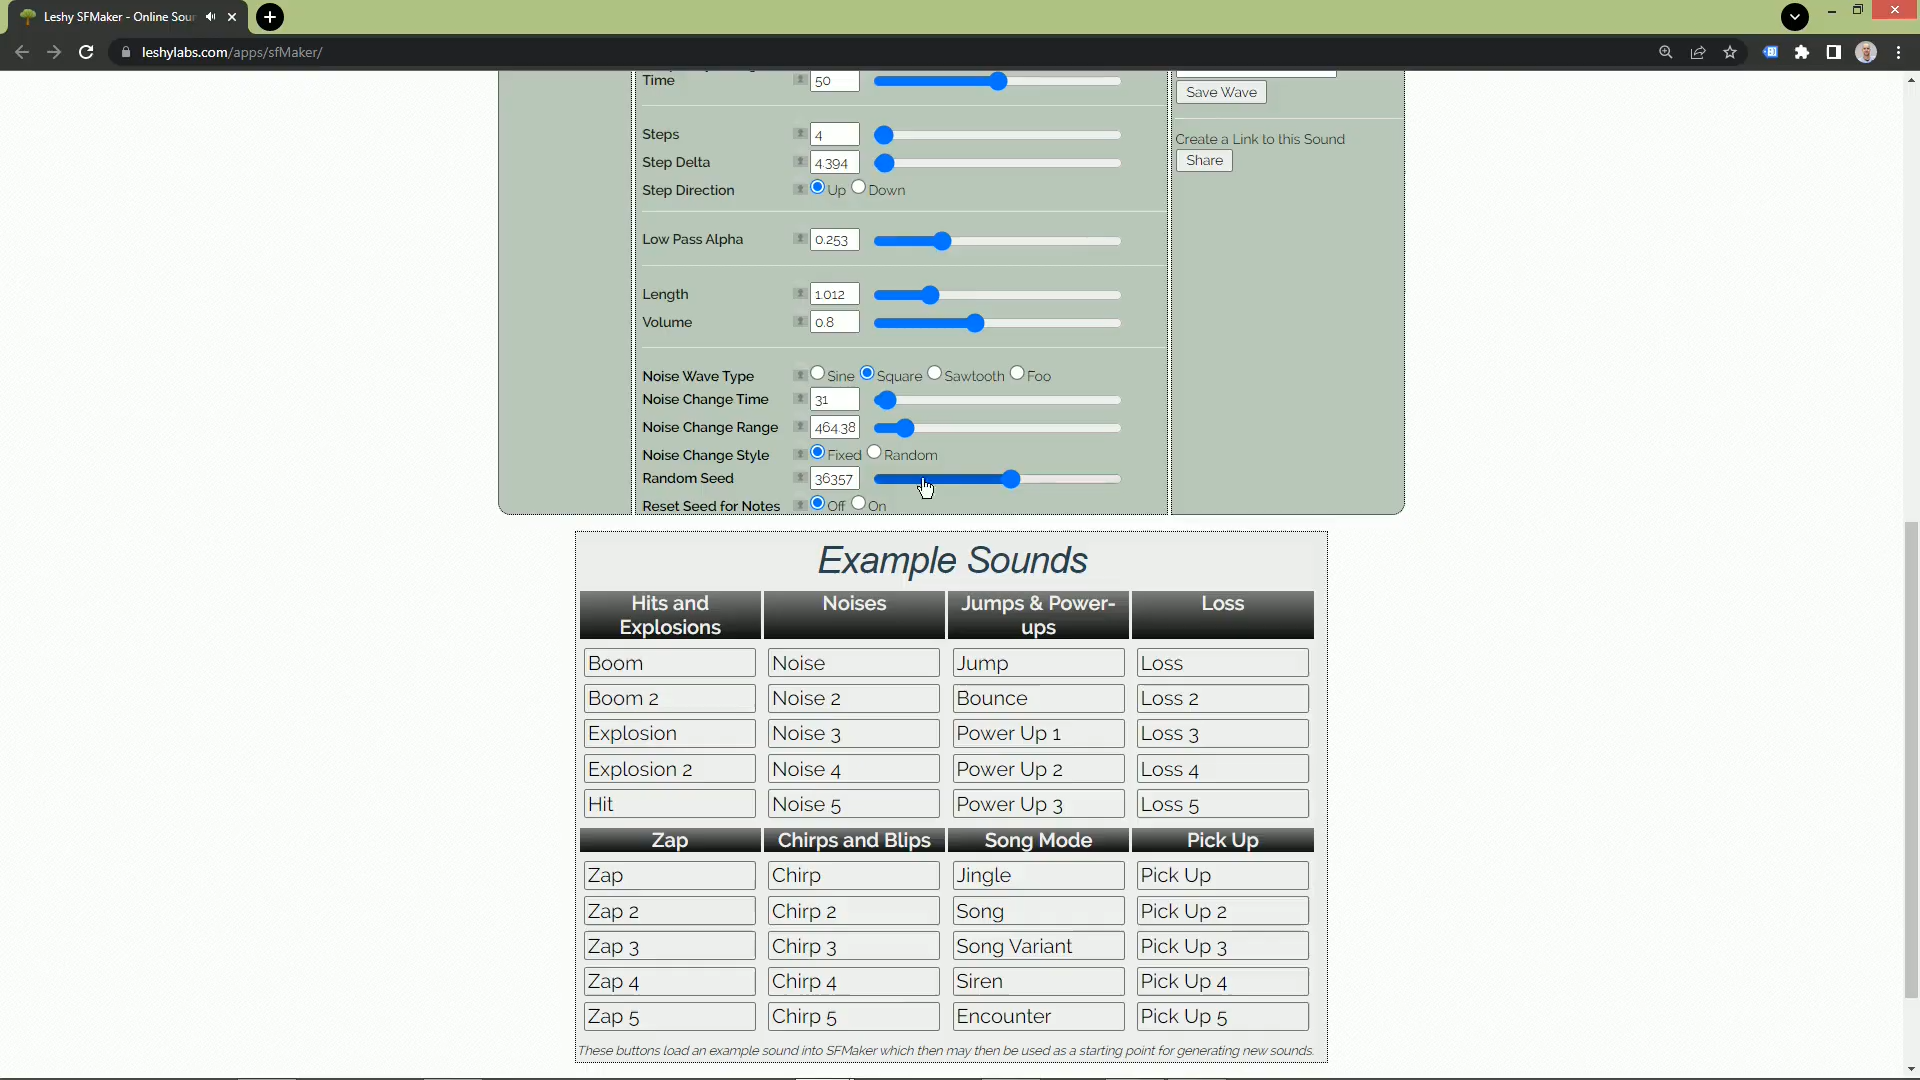 Leshy SFMaker - Online Sour
leshylabs.com/apps/sfMaker/
Time 50
Save Wave
Steps 4
Create a Link to this Sound
Step Delta 4.394
Share
Step Direction Up Down
Low Pass Alpha 0.253
Length 1.012
Volume 0.8
Noise Wave Type Sine Square Sawtooth Foo
Noise Change Time 31
Noise Change Range 464.38
Noise Change Style Fixed Random
Random Seed 36357
Reset Seed for Notes Off On
Example Sounds
Hits and Explosions
Noises
Jumps & Power-ups
Loss
Boom Noise Jump Loss
Boom 2 Noise 2 Bounce Loss 2
Explosion Noise 3 Power Up 1 Loss 3
Explosion 2 Noise 4 Power Up 2 Loss 4
Hit Noise 5 Power Up 3 Loss 5
Zap Chirps and Blips Song Mode Pick Up
Zap Chirp Jingle Pick Up
Zap 2 Chirp 2 Song Pick Up 2
Zap 3 Chirp 3 Song Variant Pick Up 3
Zap 4 Chirp 4 Siren Pick Up 4
Zap 5 Chirp 5 Encounter Pick Up 5
These buttons load an example sound into SFMaker which then may then be used as a starting point for generating new sounds.